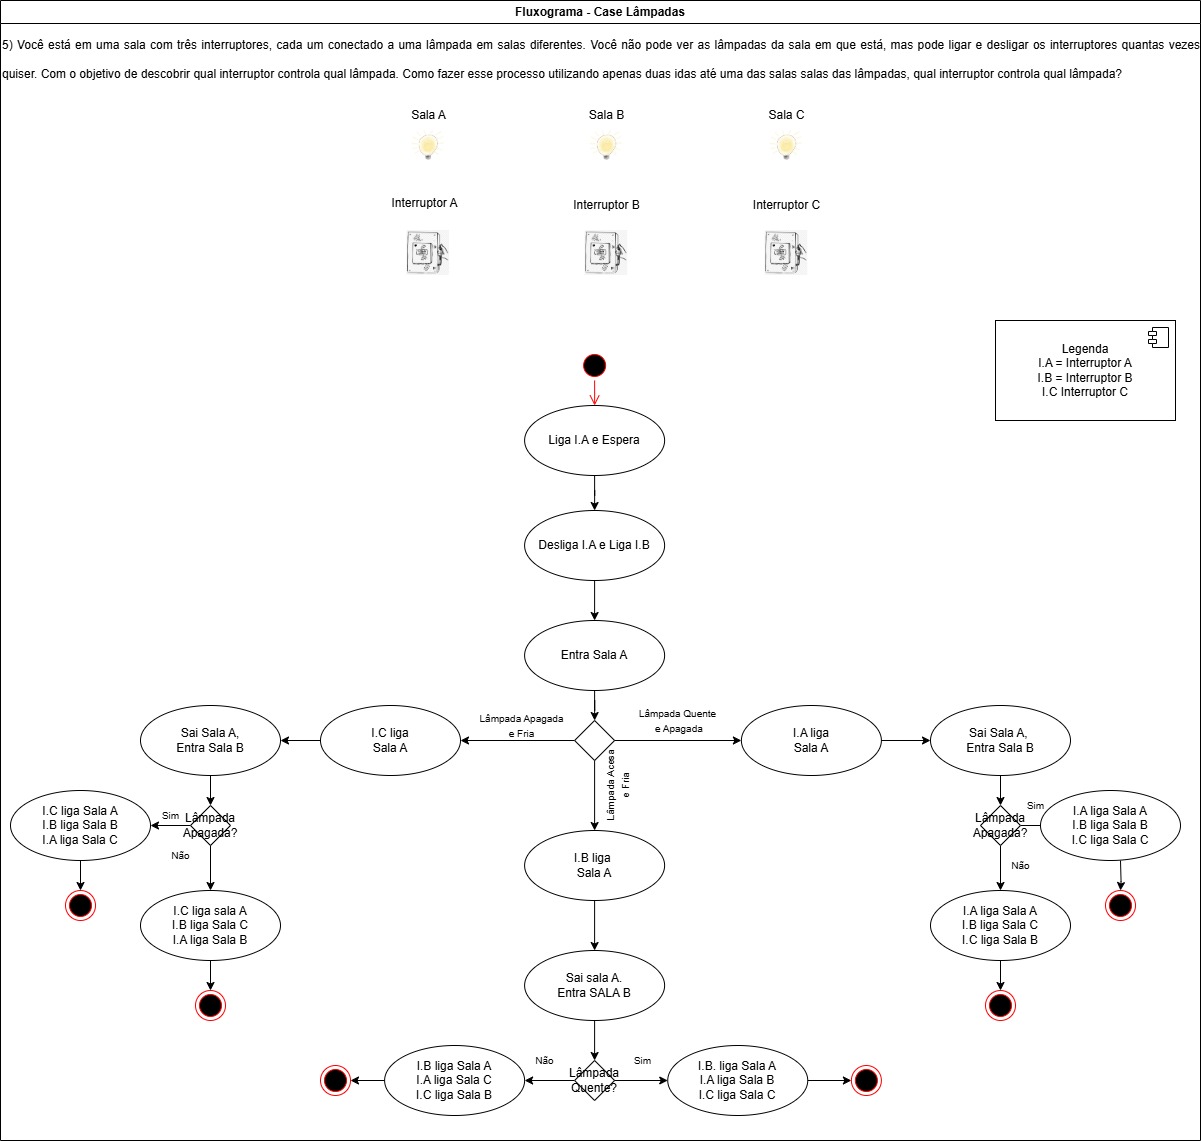 Fluxograma - Case Lâmpadas
5) Você está em uma sala com três interruptores, cada um conectado a uma lâmpada em salas diferentes. Você não pode ver as lâmpadas da sala em que está, mas pode ligar e desligar os interruptores quantas vezes
quiser. Com o objetivo de descobrir qual interruptor controla qual lâmpada. Como fazer esse processo utilizando apenas duas idas até uma das salas salas das lâmpadas, qual interruptor controla qual lâmpada?
Sala A
Sala B
Sala C
Interruptor A
Interruptor B
Interruptor C
Legenda
I.A = Interruptor A
I.B = Interruptor B
I.C Interruptor C
Liga I.A e Espera
Desliga I.A e Liga I.B
Entra Sala A
Lâmpada Apagada
e Fria
Lâmpada Quente
e Apagada
Lâmpada Acesa
e Fria
Sai Sala A,
Entra Sala B
I.C liga
Sala A
I.A liga
Sala A
Sai Sala A,
Entra Sala B
I.C liga Sala A
I.B liga Sala B
I.A liga Sala C
Sim
Lâmpada
Apagada?
Não
I.C liga sala A
I.B liga Sala C
I.A liga Sala B
Lâmpada
Apagada?
Sim
I.A liga Sala A
I.B liga Sala B
I.C liga Sala C
Não
I.A liga Sala A
I.B liga Sala C
I.C liga Sala B
I.B liga
Sala A
Sai sala A.
Entra SALA B
I.B liga Sala A
I.A liga Sala C
I.C liga Sala B
Não
Lâmpada
Quente?
Sim
I.B. liga Sala A
I.A liga Sala B
I.C liga Sala C